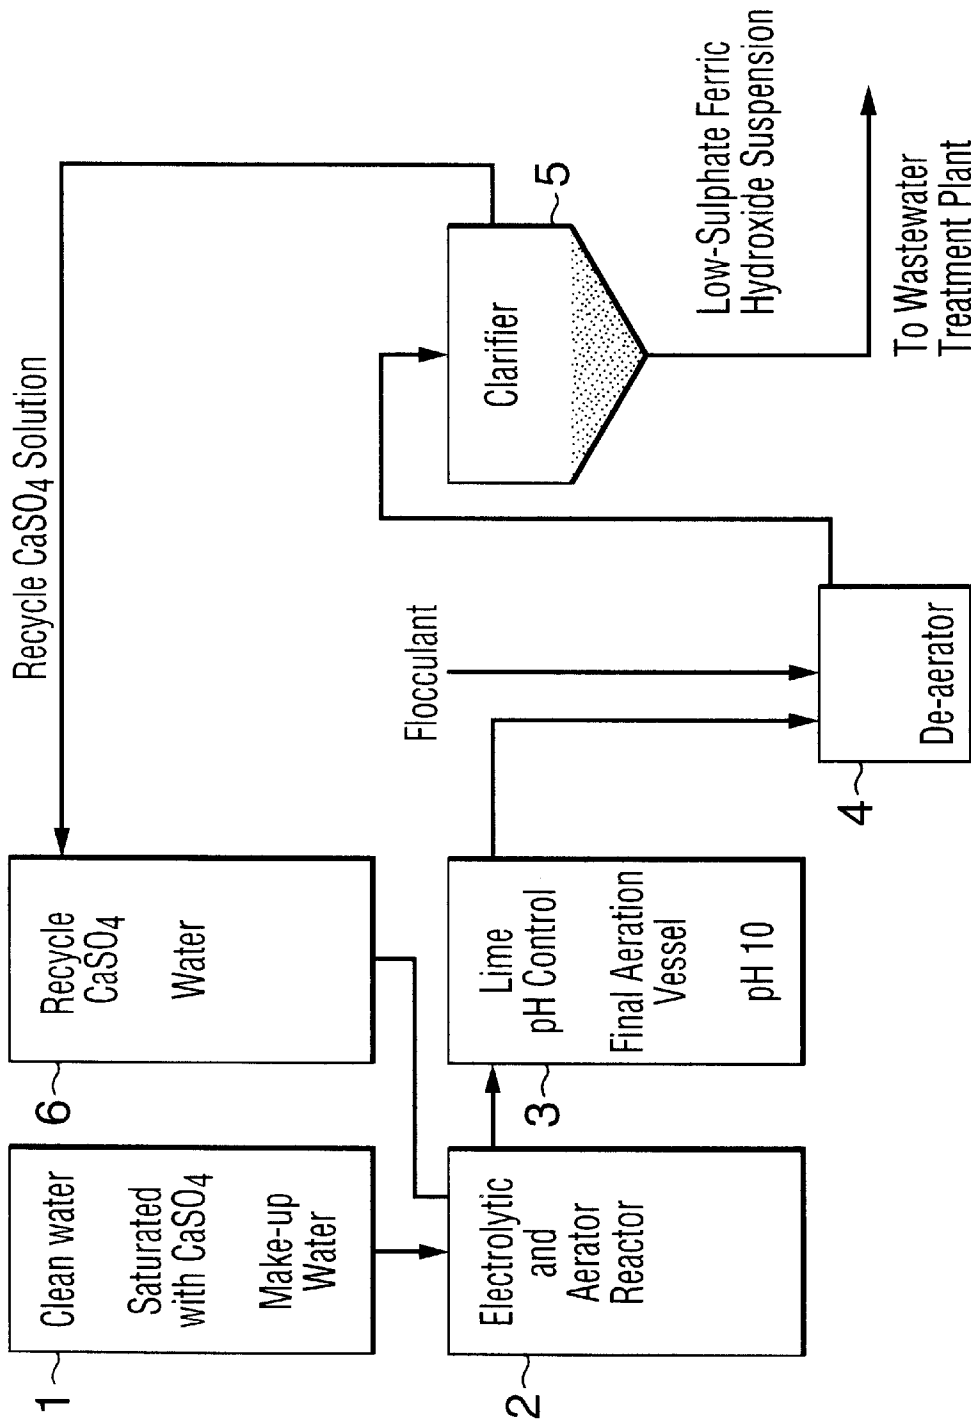 Recycle CaSO4 Solution
1
Clean water
Saturated
with CaSO4
Make-up
Water
6
Recycle
CaSO4
Water
2
Electrolytic
and
Aerator
Reactor
3
Lime
pH Control
Final Aeration
Vessel
pH 10
Flocculant
4
De-aerator
Clarifier
5
Low-Sulphate Ferric
Hydroxide Suspension
To Wastewater
Treatment Plant